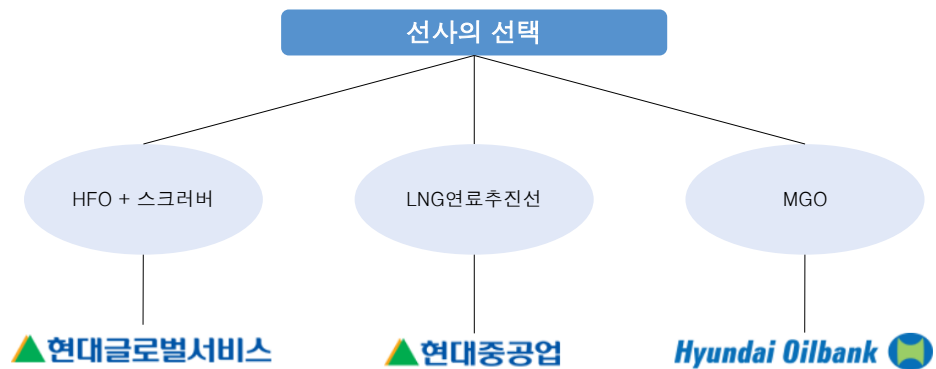 선사의 선택
HFO + 스크러버
LNG연료추진선
MGO
현대글로벌서비스
현대중공업
Hyundai Oilbank